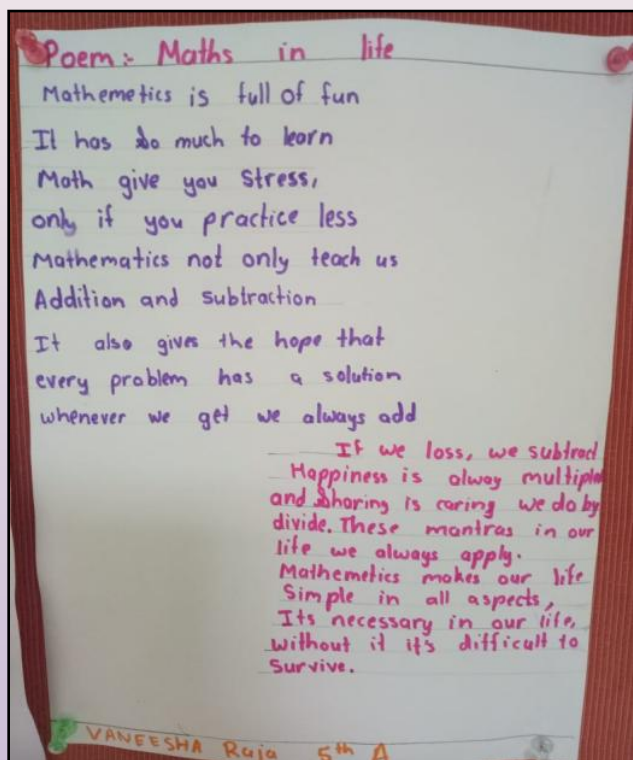 Poem:- Maths in life
Mathemetics is full of fun
It has so much to learn
Math give you stress,
only if you practice less
Mathematics not only teach us
Addition and subtraction
It also gives the hope that
every problem has a solution
whenever we get we always add
If we loss, we subtract
Happiness is alway multiple
and sharing is caring we do by
divide. These mantras in our
life we always apply.
Mathemetics makes our life
Simple in all aspects,
Its necessary in our life,
without it it's difficult to
Survive.
VANEESHA Raja 5th A